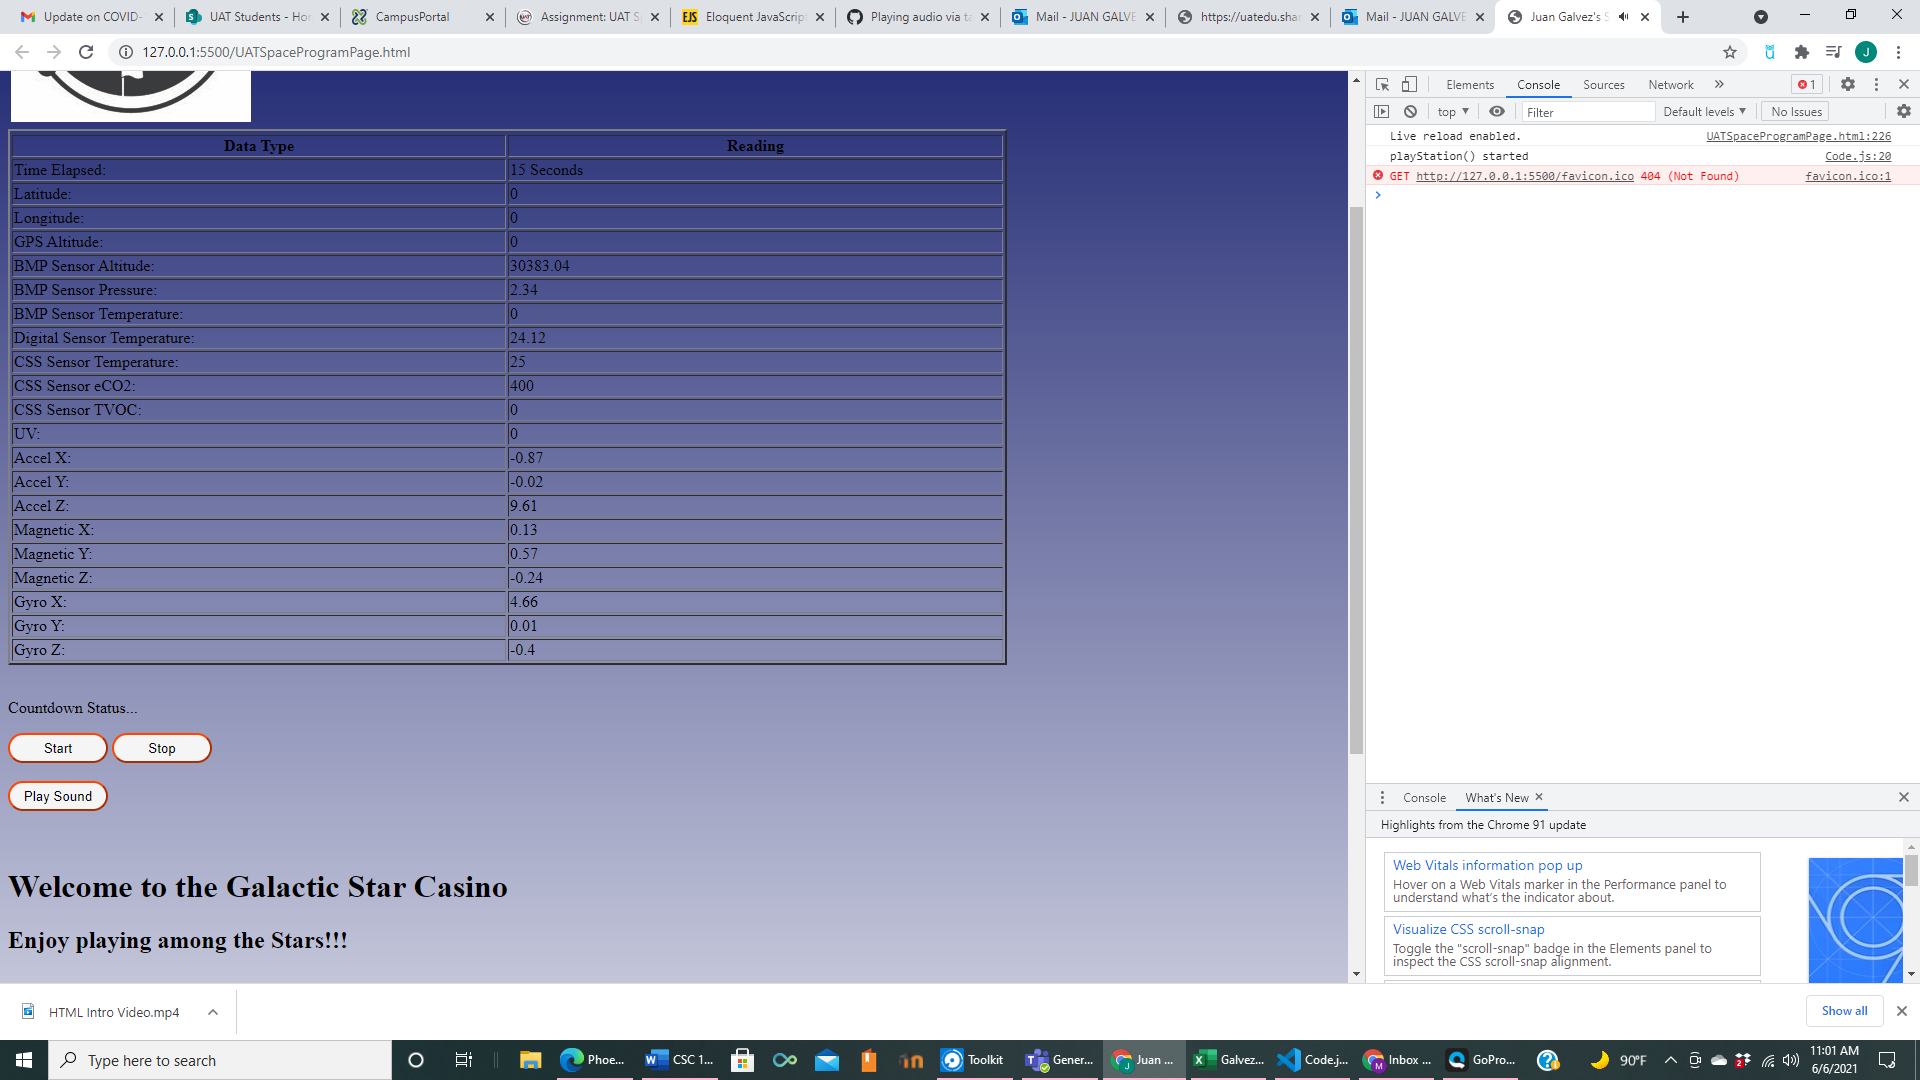 Update on COVID-
UAT Students - Hor
CampusPortal
Assignment: UAT S
EJS Eloquent JavaScript
Playing audio via ta
Mail - JUAN GALVE
https://uatedu.shar
Mail - JUAN GALVE
Juan Galvez's S
127.0.0.1:5500/UATSpaceProgramPage.html
J
Elements Console Sources Network 1
top Filter Default levels No Issues
Live reload enabled. UATSpaceProgramPage.html:226
playStation() started Code.js:20
GET http://127.0.0.1:5500/favicon.ico 404 (Not Found) favicon.ico:1
Data Type Reading
Time Elapsed: 15 Seconds
Latitude: 0
Longitude: 0
GPS Altitude: 0
BMP Sensor Altitude: 30383.04
BMP Sensor Pressure: 2.34
BMP Sensor Temperature: 0
Digital Sensor Temperature: 24.12
CSS Sensor Temperature: 25
CSS Sensor eCO2: 400
CSS Sensor TVOC: 0
UV: 0
Accel X: -0.87
Accel Y: -0.02
Accel Z: 9.61
Magnetic X: 0.13
Magnetic Y: 0.57
Magnetic Z: -0.24
Gyro X: 4.66
Gyro Y: 0.01
Gyro Z: -0.4
Countdown Status...
Start Stop
Play Sound
Welcome to the Galactic Star Casino
Enjoy playing among the Stars!!!
Console What's New
Highlights from the Chrome 91 update
Web Vitals information pop up
Hover on a Web Vitals marker in the Performance panel to
understand what's the indicator about.
Visualize CSS scroll-snap
Toggle the "scroll-snap" badge in the Elements panel to
inspect the CSS scroll-snap alignment.
HTML Intro Video.mp4
Show all
Type here to search
Phoe...
CSC 1...
Toolkit
Gener...
Juan ...
Galvez...
Code.j...
Inbox ...
GoPro...
90°F
11:01 AM
6/6/2021